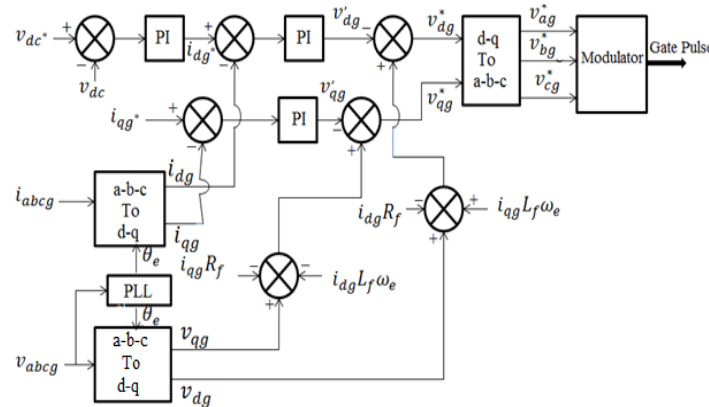 v_dc* + − PI i_dg* + − PI v'_dg − + v*_dg d-q To a-b-c v*_ag v*_bg v*_cg Modulator Gate Pulse
v_dc
i_qg* + − PI v'_qg − + v*_qg
i_abcg a-b-c To d-q i_dg i_qg
θ_e
PLL
θ_e
i_qg R_f − − i_dg L_f ω_e +
i_dg R_f − + i_qg L_f ω_e +
v_abcg a-b-c To d-q v_qg v_dg